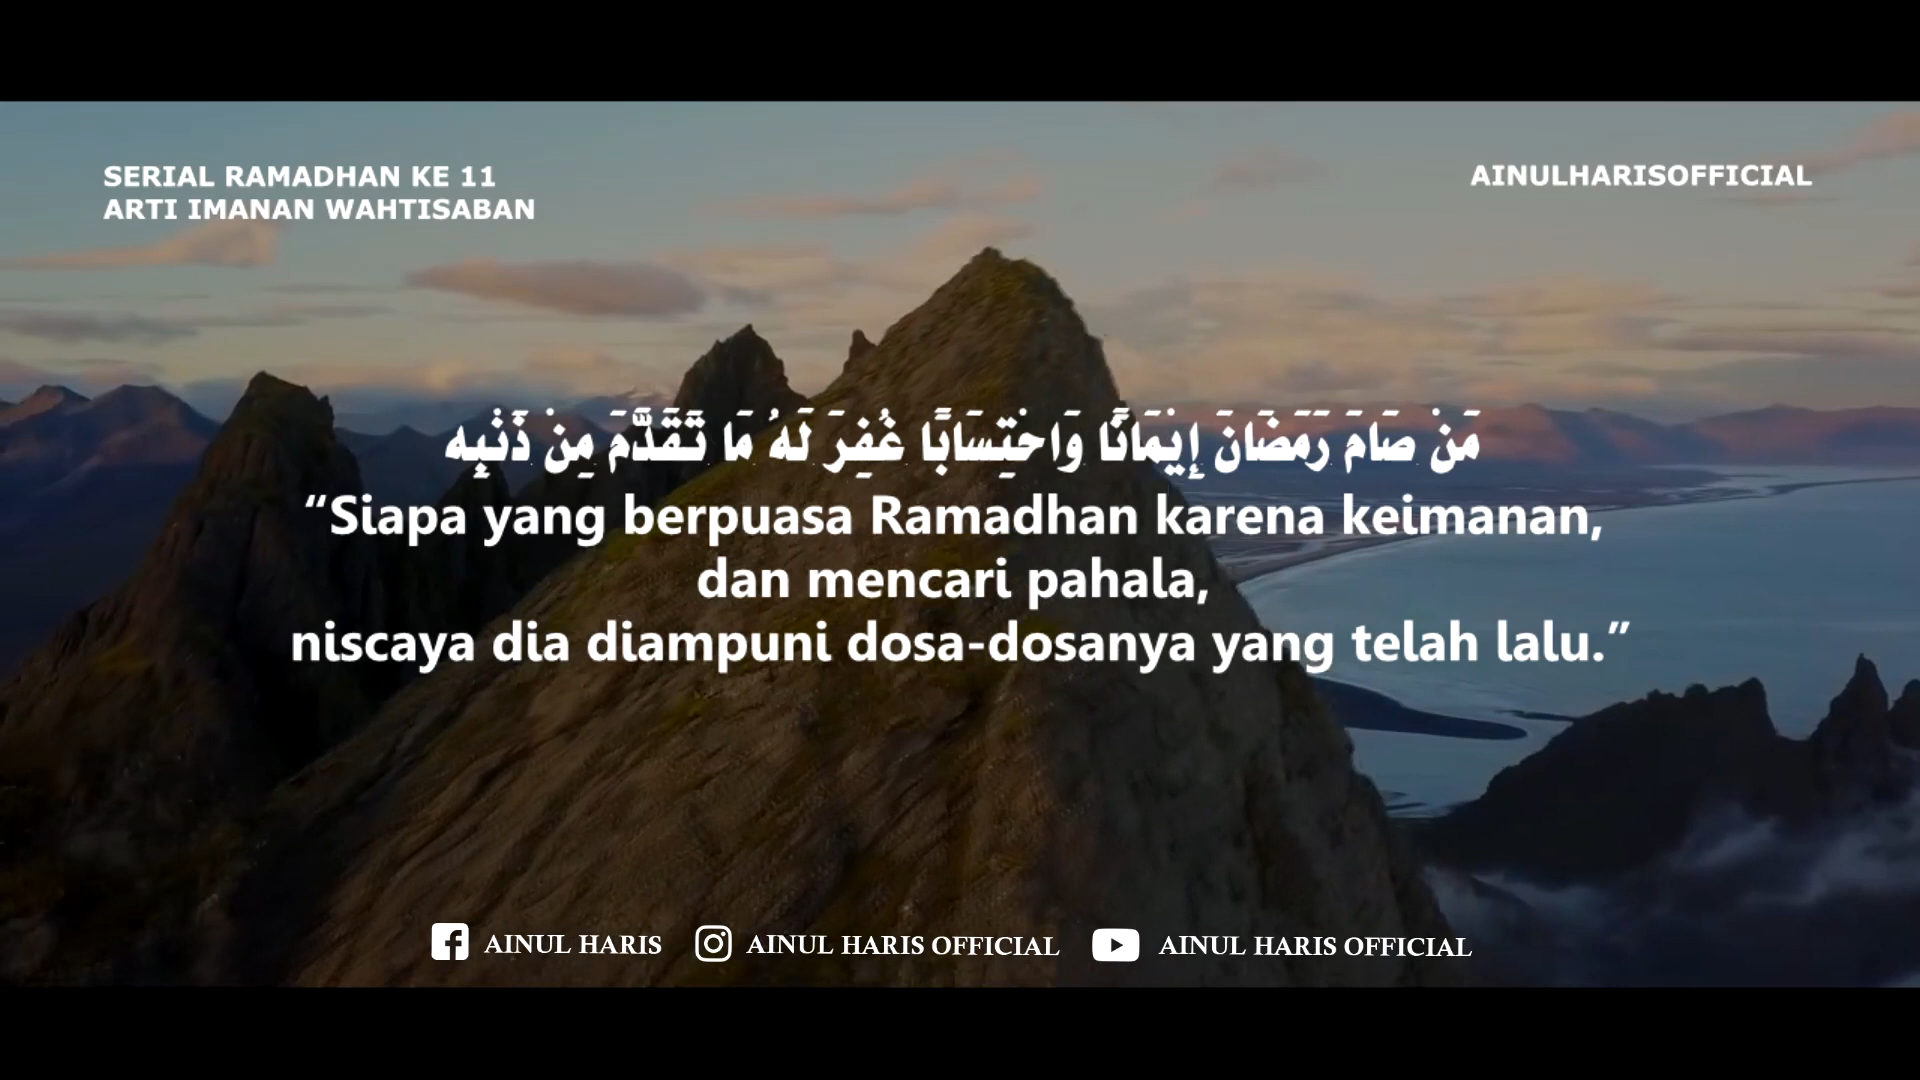 SERIAL RAMADHAN KE 11
ARTI IMANAN WAHTISABAN
AINULHARISOFFICIAL
مَنْ صَامَ رَمَضَانَ إِيْمَانًا وَاحْتِسَابًا غُفِرَ لَهُ مَا تَقَدَّمَ مِنْ ذَنْبِه
“Siapa yang berpuasa Ramadhan karena keimanan,
dan mencari pahala,
niscaya dia diampuni dosa-dosanya yang telah lalu.”
AINUL HARIS AINUL HARIS OFFICIAL AINUL HARIS OFFICIAL